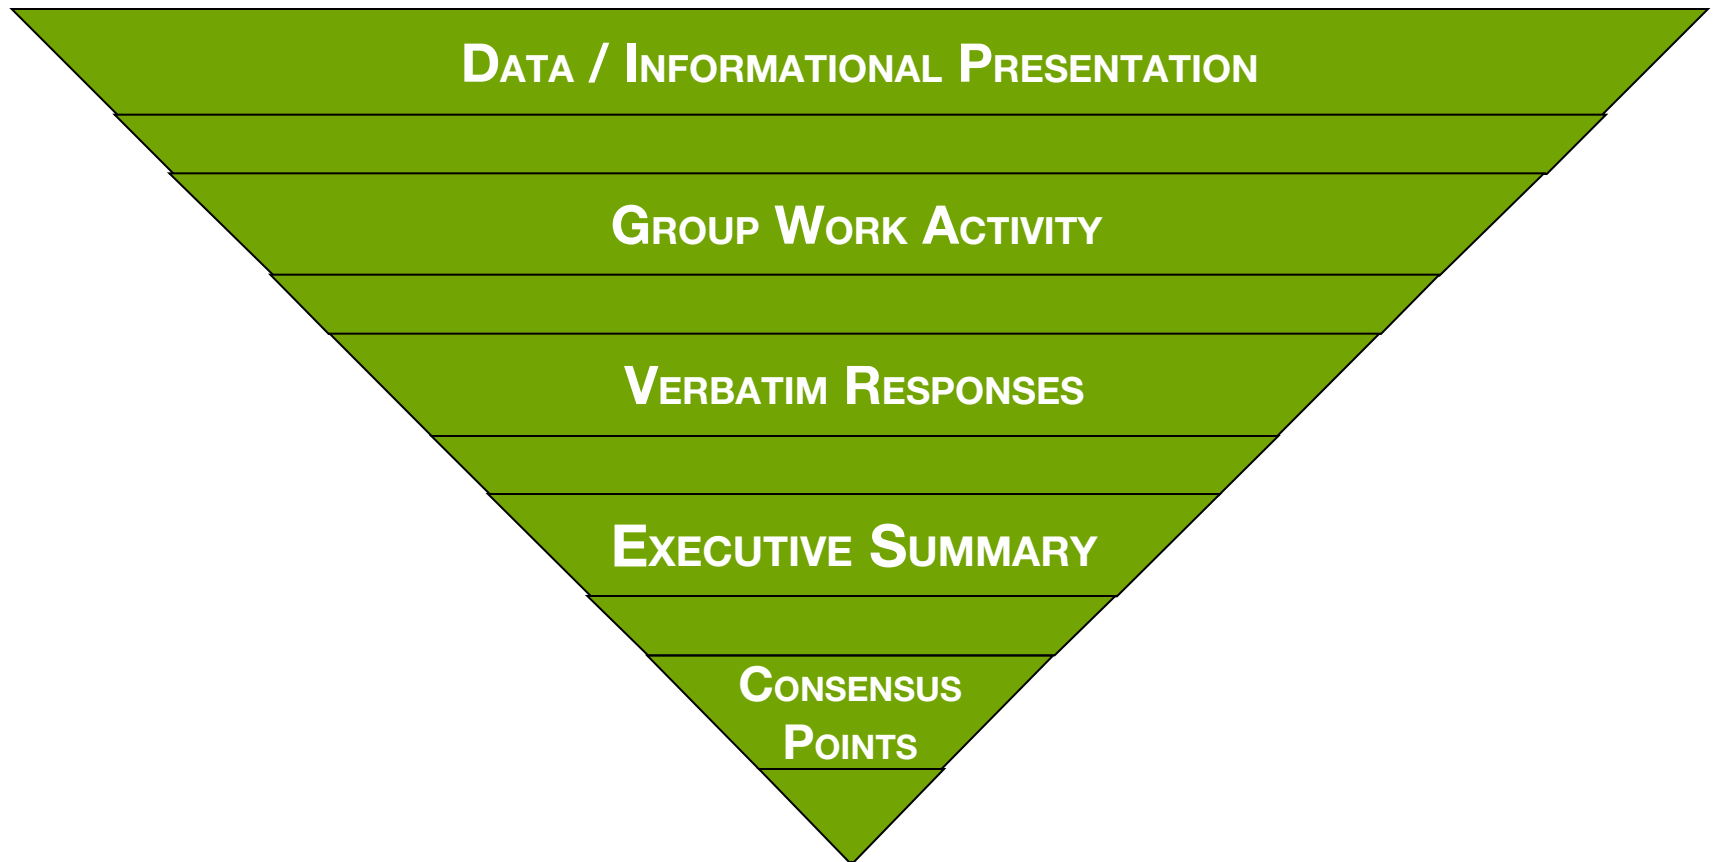 Data / Informational Presentation
Group Work Activity
Verbatim Responses
Executive Summary
Consensus
Points